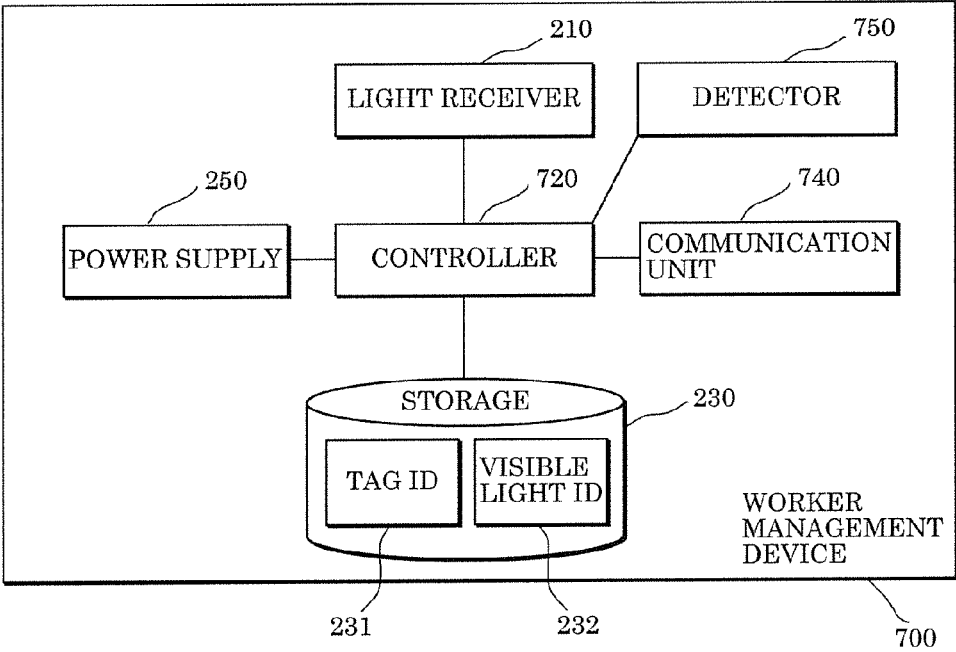 210
750
LIGHT RECEIVER
DETECTOR
250
720
740
POWER SUPPLY
CONTROLLER
COMMUNICATION
UNIT
STORAGE
230
TAG ID
VISIBLE
LIGHT ID
WORKER
MANAGEMENT
DEVICE
231
232
700